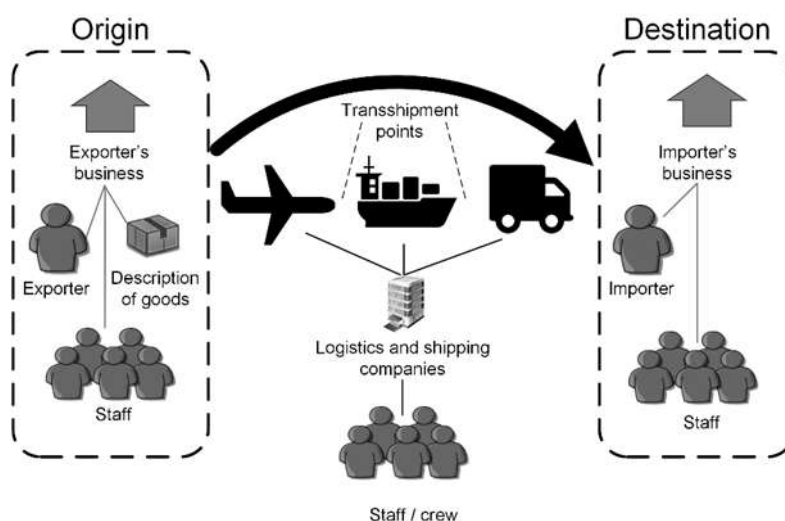 Origin
Destination
Transshipment
points
Exporter's
business
Importer's
business
Exporter
Description
of goods
Importer
Logistics and shipping
companies
Staff
Staff
Staff / crew